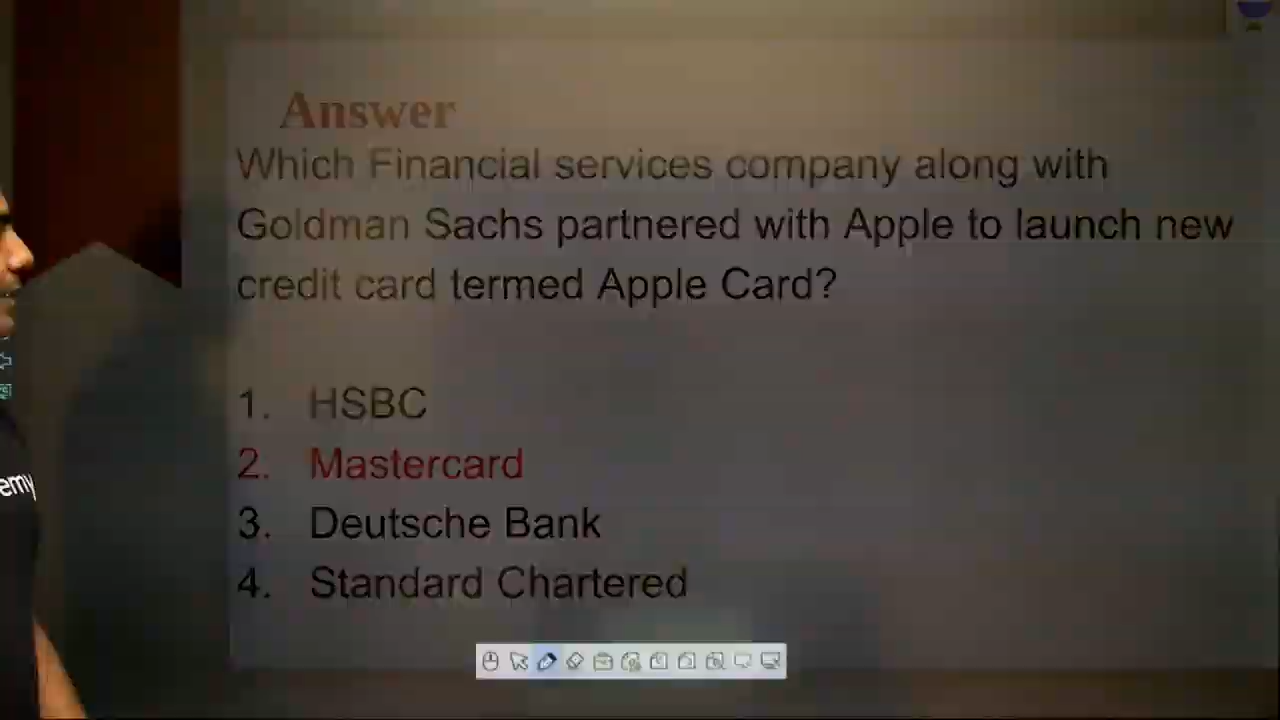 Answer
Which Financial services company along with
Goldman Sachs partnered with Apple to launch new
credit card termed Apple Card?
1. HSBC
2. Mastercard
3. Deutsche Bank
4. Standard Chartered
emy